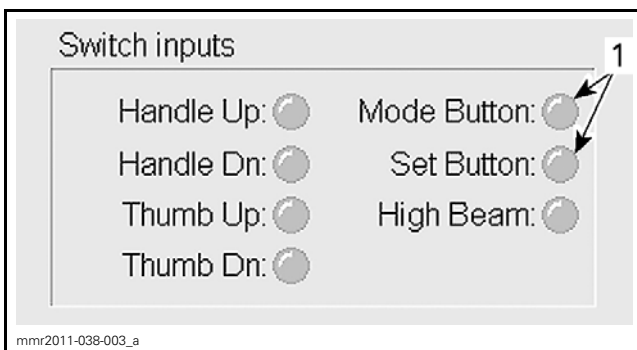 Switch inputs
1
Handle Up:
Mode Button:
Handle Dn:
Set Button:
Thumb Up:
High Beam:
Thumb Dn:
mmr2011-038-003_a